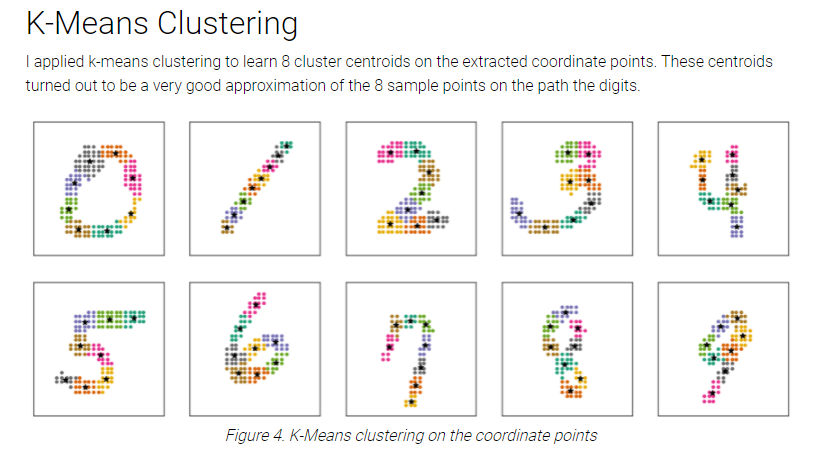 K-Means Clustering
I applied k-means clustering to learn 8 cluster centroids on the extracted coordinate points. These centroids
turned out to be a very good approximation of the 8 sample points on the path the digits.
Figure 4. K-Means clustering on the coordinate points